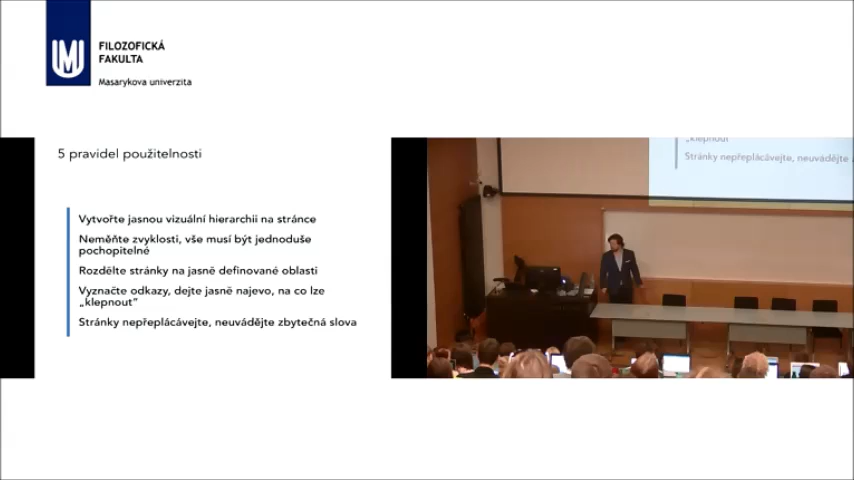 FILOZOFICKÁ
FAKULTA
Masarykova univerzita
5 pravidel použitelnosti
Vytvořte jasnou vizuální hierarchii na stránce
Neměňte zvyklosti, vše musí být jednoduše
pochopitelné
Rozdělte stránky na jasně definované oblasti
Vyznačte odkazy, dejte jasně najevo, na co lze
„klepnout“
Stránky nepřeplácávejte, neuvádějte zbytečná slova
„klepnout“
Stránky nepřeplácávejte, neuvádějte